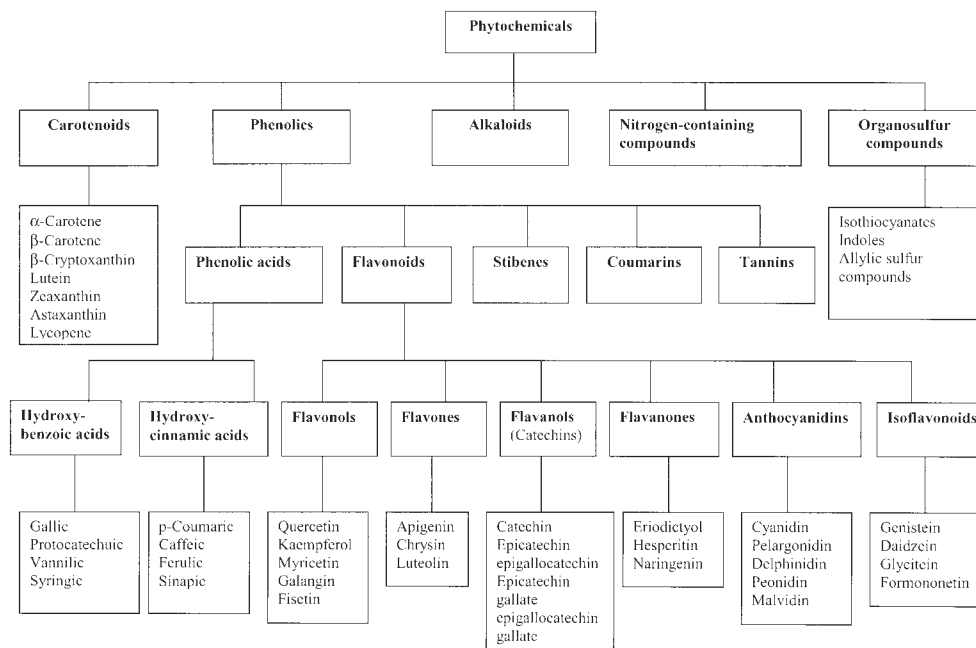 Phytochemicals
Carotenoids
Phenolics
Alkaloids
Nitrogen-containing
compounds
Organosulfur
compounds
α-Carotene
β-Carotene
β-Cryptoxanthin
Lutein
Zeaxanthin
Astaxanthin
Lycopene
Isothiocyanates
Indoles
Allylic sulfur
compounds
Phenolic acids
Flavonoids
Stibenes
Coumarins
Tannins
Hydroxy-
benzoic acids
Hydroxy-
cinnamic acids
Flavonols
Flavones
Flavanols
(Catechins)
Flavanones
Anthocyanidins
Isoflavonoids
Gallic
Protocatechuic
Vannilic
Syringic
p-Coumaric
Caffeic
Ferulic
Sinapic
Quercetin
Kaempferol
Myricetin
Galangin
Fisetin
Apigenin
Chrysin
Luteolin
Catechin
Epicatechin
epigallocatechin
Epicatechin
gallate
epigallocatechin
gallate
Eriodictyol
Hesperitin
Naringenin
Cyanidin
Pelargonidin
Delphinidin
Peonidin
Malvidin
Genistein
Daidzein
Glycitein
Formononetin